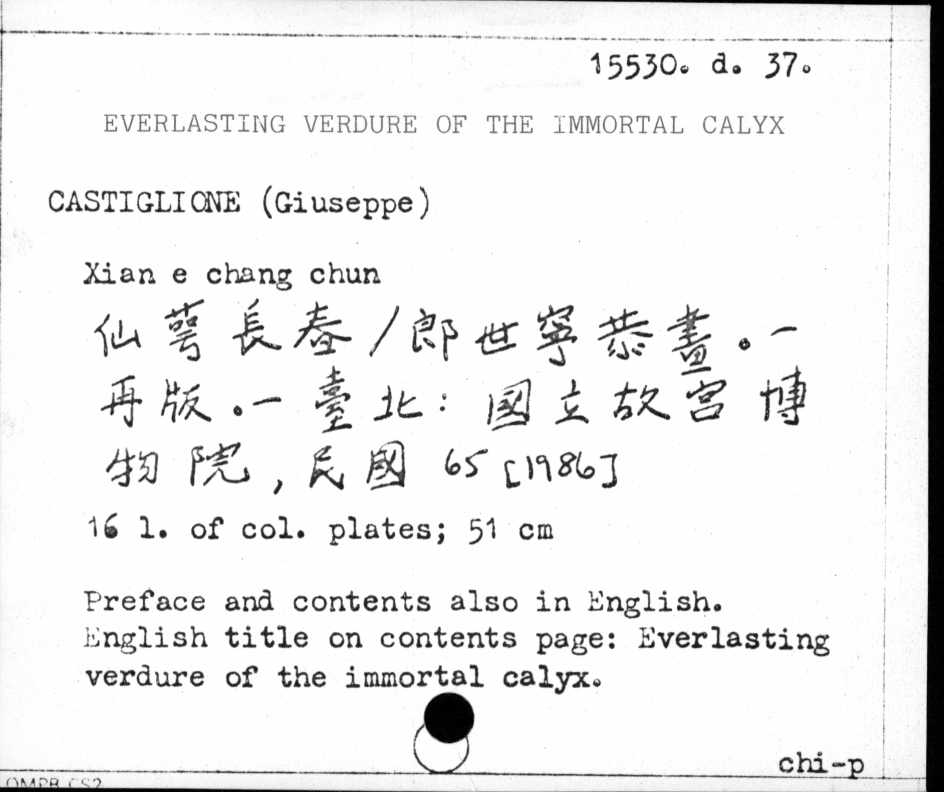 15530. d. 37.
EVERLASTING VERDURE OF THE IMMORTAL CALYX
CASTIGLIONE (Giuseppe)
Xian e chang chun
仙萼長春/郎世寧恭畫。一
再版。一臺北: 國立故宮博
物院, 民國 65 [1986]
16 l. of col. plates; 51 cm
Preface and contents also in English.
English title on contents page: Everlasting
verdure of the immortal calyx.
chi-p